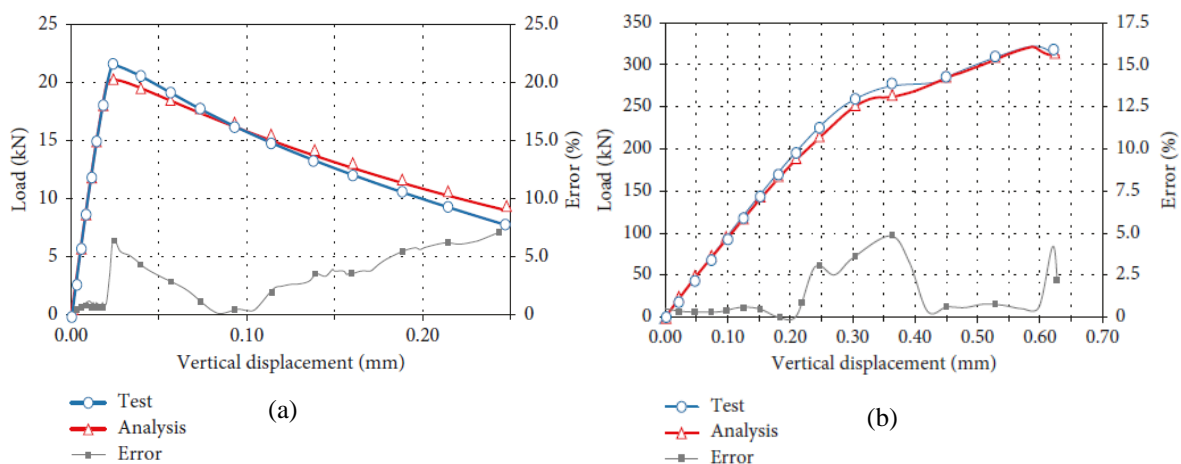 25
20
15
10
5
0
Load (kN)
25.0
20.0
15.0
10.0
5.0
0
Error (%)
0.00
0.10
0.20
Vertical displacement (mm)
Test
Analysis
Error
(a)
350
300
250
200
150
100
50
0
Load (kN)
17.5
15.0
12.5
10.0
7.5
5.0
2.5
0
Error (%)
0.00 0.10 0.20 0.30 0.40 0.50 0.60 0.70
Vertical displacement (mm)
Test
Analysis
Error
(b)